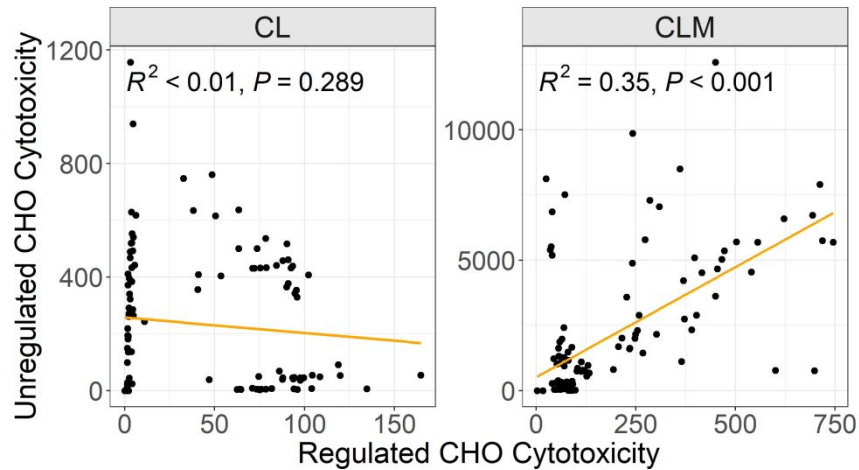 CL
CLM
Unregulated CHO Cytotoxicity
1200
800
400
0
R² < 0.01, P = 0.289
0
50
100
150
10000
5000
0
R² = 0.35, P < 0.001
0
250
500
750
Regulated CHO Cytotoxicity